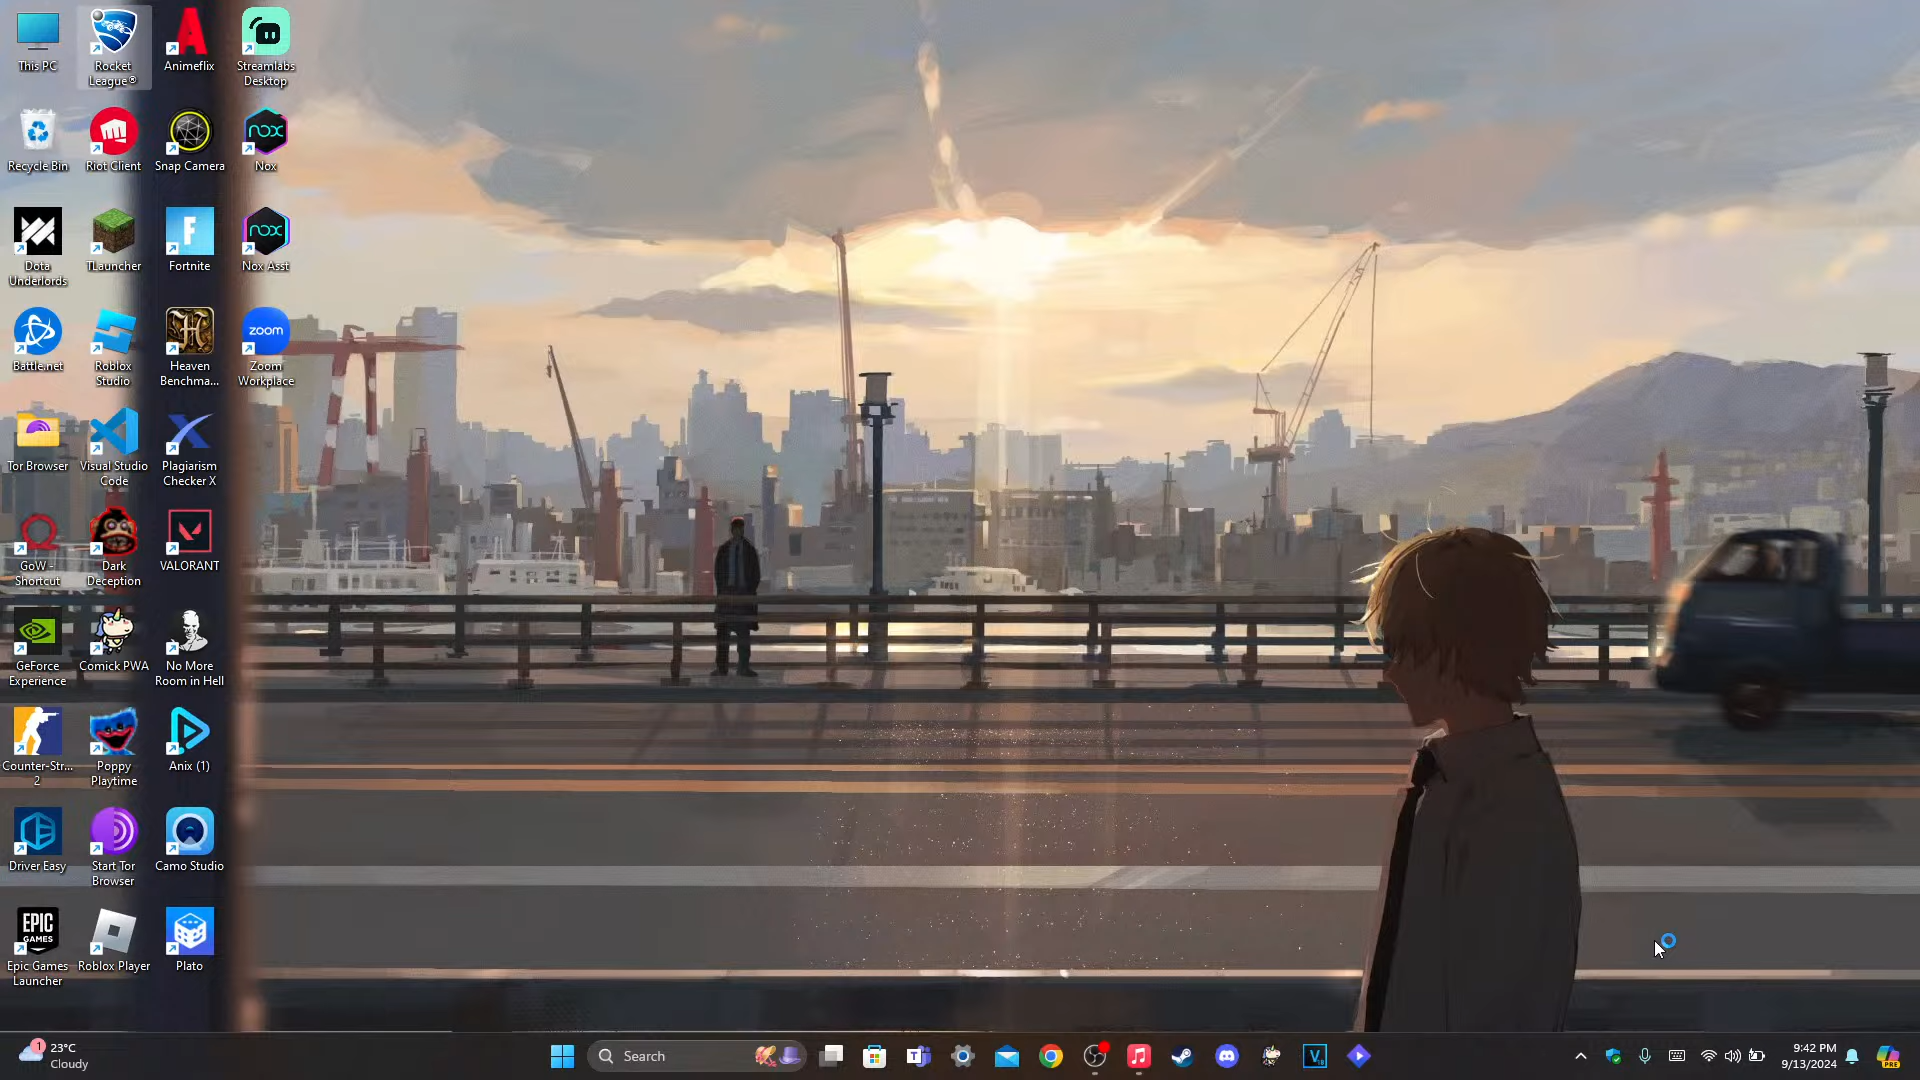 This PC
Rocket
League®
Animeflix
Streamlabs
Desktop
Recycle Bin
Riot Client
Snap Camera
nox
Nox
Dota
Underlords
TLauncher
F
Fortnite
nox
Nox Asst
Battle.net
Roblox
Studio
H
Heaven
Benchma...
zoom
Zoom
Workplace
Tor Browser
Visual Studio
Code
Plagiarism
Checker X
GoW -
Shortcut
Dark
Deception
VALORANT
GeForce
Experience
Comick PWA
No More
Room in Hell
Counter-Str...
2
Poppy
Playtime
Anix (1)
Driver Easy
Start Tor
Browser
Camo Studio
EPIC
GAMES
Epic Games
Launcher
Roblox Player
Plato
1
23°C
Cloudy
Search
9:42 PM
9/13/2024
PRE